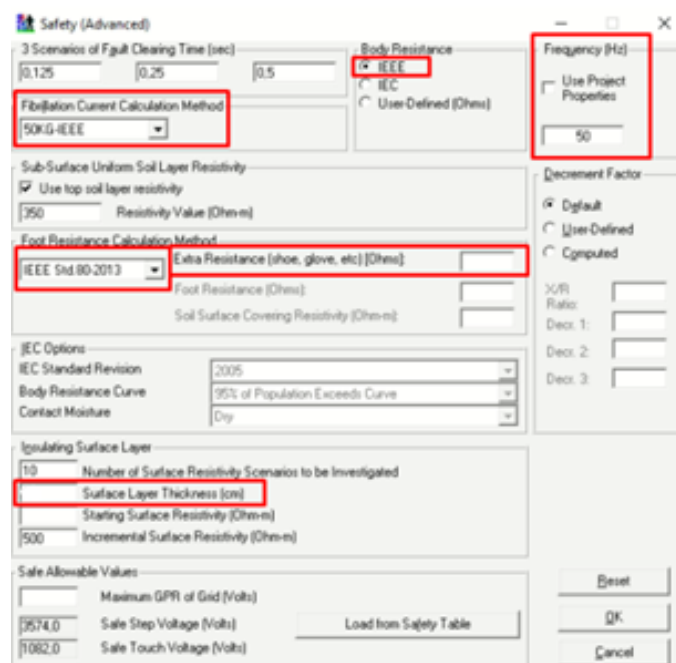 Safety (Advanced)
3 Scenarios of Fault Clearing Time (sec)
0,125
0,25
0,5
Body Resistance
IEEE
IEC
User-Defined (Ohms)
Frequency (Hz)
Use Project
Properties
50
Fibrillation Current Calculation Method
50KG-IEEE
Sub-Surface Uniform Soil Layer Resistivity
Use top soil layer resistivity
350
Resistivity Value (Ohm-m)
Decrement Factor
Default
User-Defined
Computed
X/R
Ratio:
Decr. 1:
Decr. 2:
Decr. 3:
Foot Resistance Calculation Method
IEEE Std.80-2013
Extra Resistance (shoe, glove, etc) [Ohms]:
Foot Resistance (Ohms):
Soil Surface Covering Resistivity (Ohm-m):
IEC Options
IEC Standard Revision
2005
Body Resistance Curve
95% of Population Exceeds Curve
Contact Moisture
Dry
Insulating Surface Layer
10
Number of Surface Resistivity Scenarios to be Investigated
Surface Layer Thickness (cm)
Starting Surface Resistivity (Ohm-m)
500
Incremental Surface Resistivity (Ohm-m)
Safe Allowable Values
Maximum GPR of Grid (Volts)
3574,0
Safe Step Voltage (Volts)
Load from Safety Table
1082,0
Safe Touch Voltage (Volts)
Reset
OK
Cancel